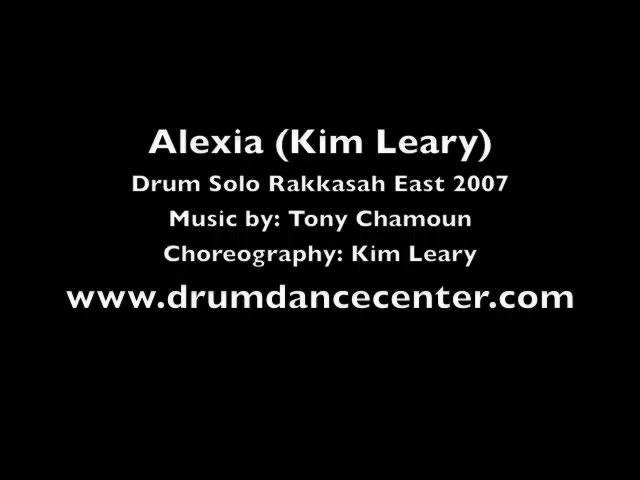 Alexia (Kim Leary)
Drum Solo Rakkasah East 2007
Music by: Tony Chamoun
Choreography: Kim Leary
www.drumdancecenter.com